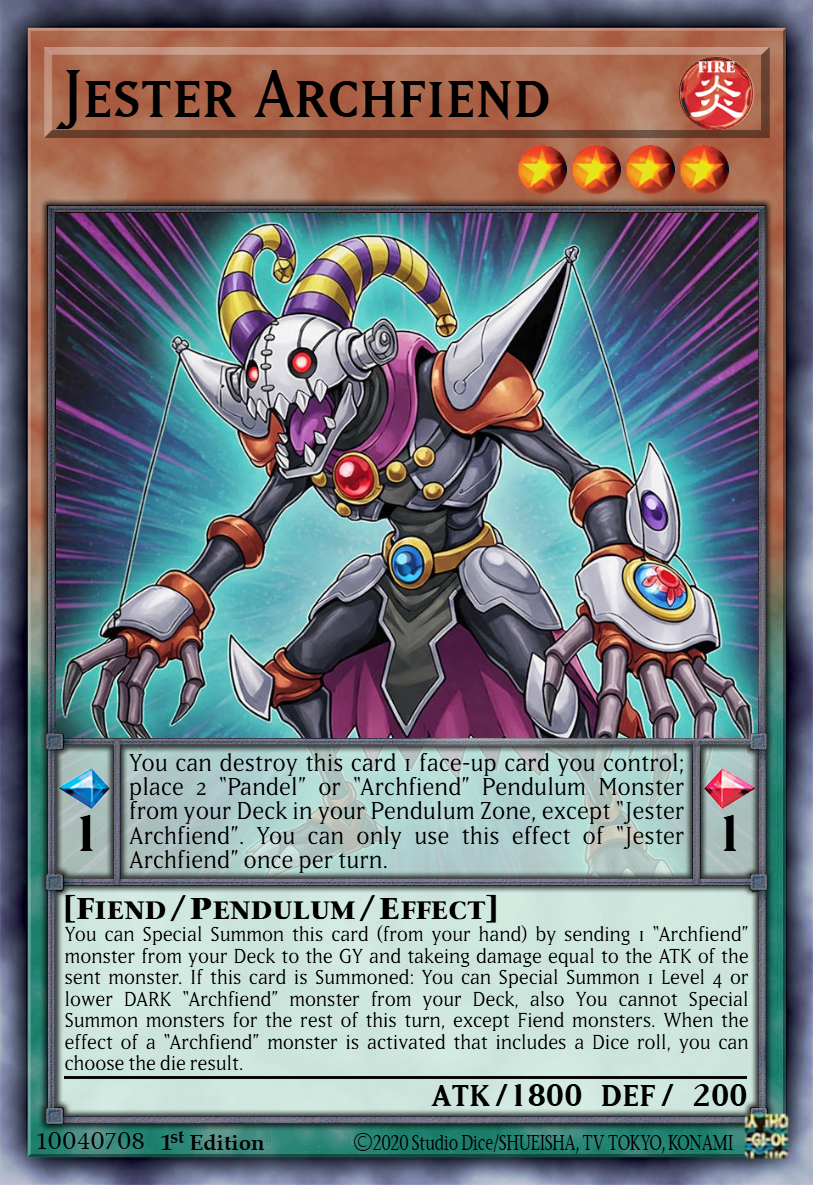 Jester Archfiend
FIRE
炎
You can destroy this card 1 face-up card you control;
place 2 "Pandel" or "Archfiend" Pendulum Monster
from your Deck in your Pendulum Zone, except "Jester
Archfiend". You can only use this effect of "Jester
Archfiend" once per turn.
1
1
[Fiend/Pendulum/Effect]
You can Special Summon this card (from your hand) by sending 1 "Archfiend"
monster from your Deck to the GY and takeing damage equal to the ATK of the
sent monster. If this card is Summoned: You can Special Summon 1 Level 4 or
lower DARK "Archfiend" monster from your Deck, also You cannot Special
Summon monsters for the rest of this turn, except Fiend monsters. When the
effect of a "Archfiend" monster is activated that includes a Dice roll, you can
choose the die result.
ATK/1800 DEF/ 200
10040708 1st Edition ©2020 Studio Dice/SHUEISHA, TV TOKYO, KONAMI